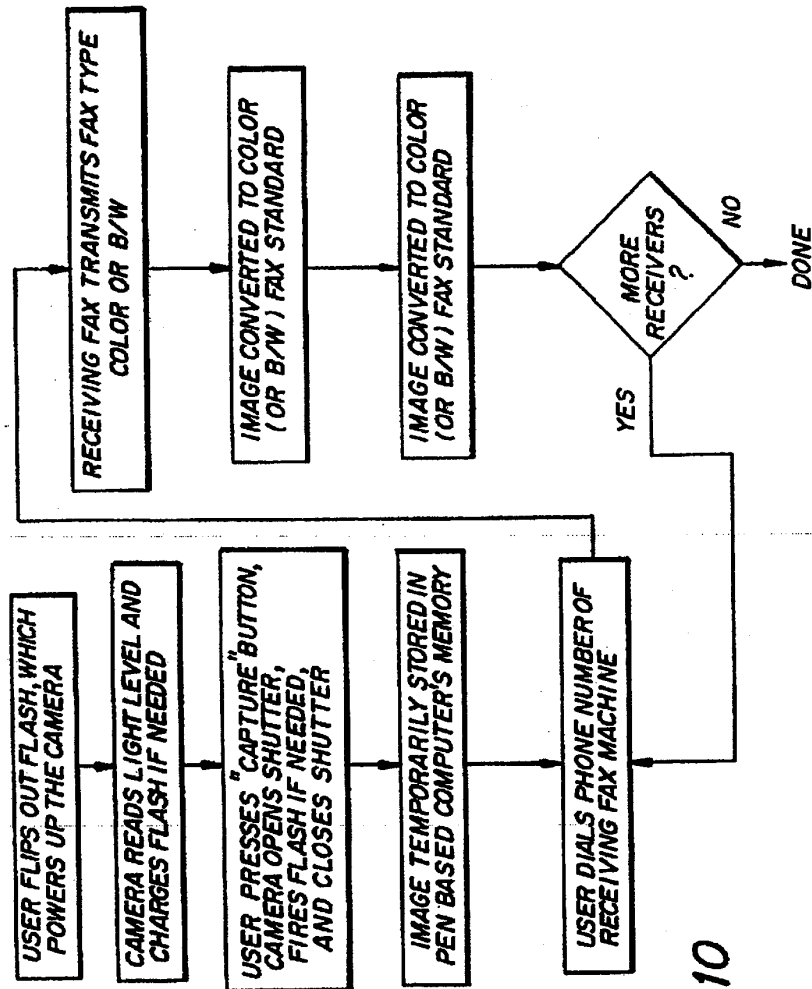 USER FLIPS OUT FLASH, WHICH
POWERS UP THE CAMERA
CAMERA READS LIGHT LEVEL AND
CHARGES FLASH IF NEEDED
USER PRESSES "CAPTURE" BUTTON,
CAMERA OPENS SHUTTER,
FIRES FLASH IF NEEDED,
AND CLOSES SHUTTER
IMAGE TEMPORARILY STORED IN
PEN BASED COMPUTER'S MEMORY
USER DIALS PHONE NUMBER OF
RECEIVING FAX MACHINE
RECEIVING FAX TRANSMITS FAX TYPE
COLOR OR B/W
IMAGE CONVERTED TO COLOR
(OR B/W) FAX STANDARD
IMAGE CONVERTED TO COLOR
(OR B/W) FAX STANDARD
MORE
RECEIVERS
?
YES
NO
DONE
10